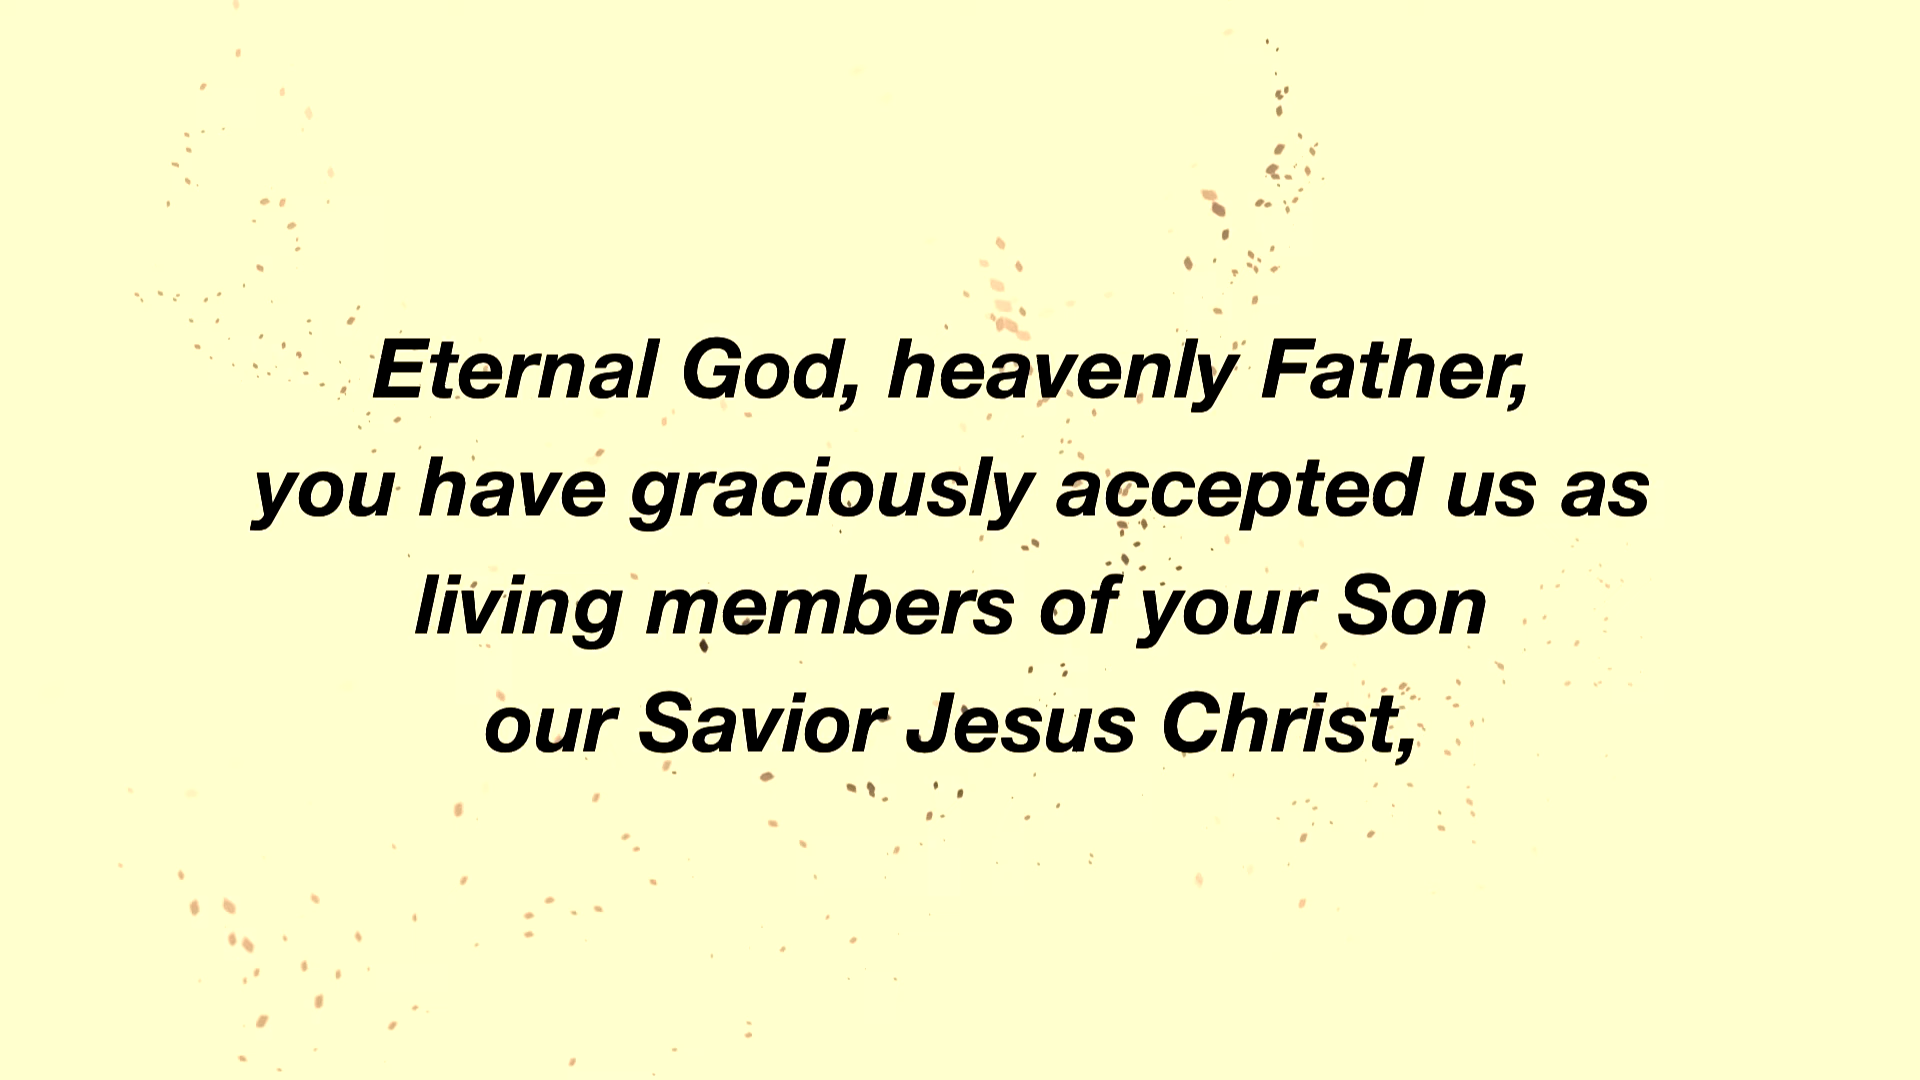 Eternal God, heavenly Father,
you have graciously accepted us as
living members of your Son
our Savior Jesus Christ,